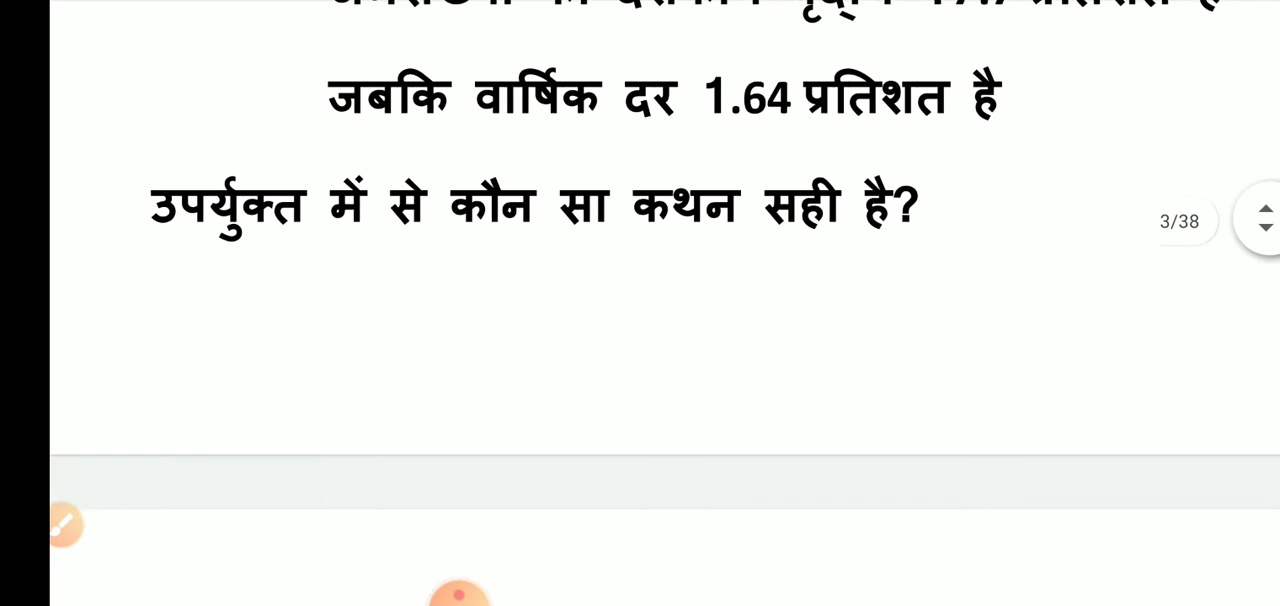 जबकि वार्षिक दर 1.64 प्रतिशत है
उपर्युक्त में से कौन सा कथन सही है?
3/38